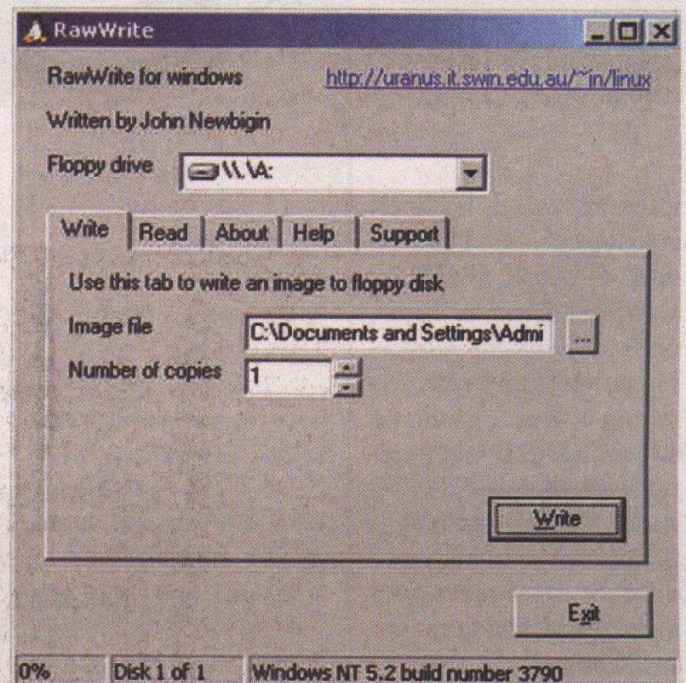 RawWrite
RawWrite for windows http://uranus.it.swin.edu.au/~jn/linux
Written by John Newbigin
Floppy drive \\.\A:
Write Read About Help Support
Use this tab to write an image to floppy disk
Image file C:\Documents and Settings\Admi ...
Number of copies 1
Write
Exit
0% Disk 1 of 1 Windows NT 5.2 build number 3790